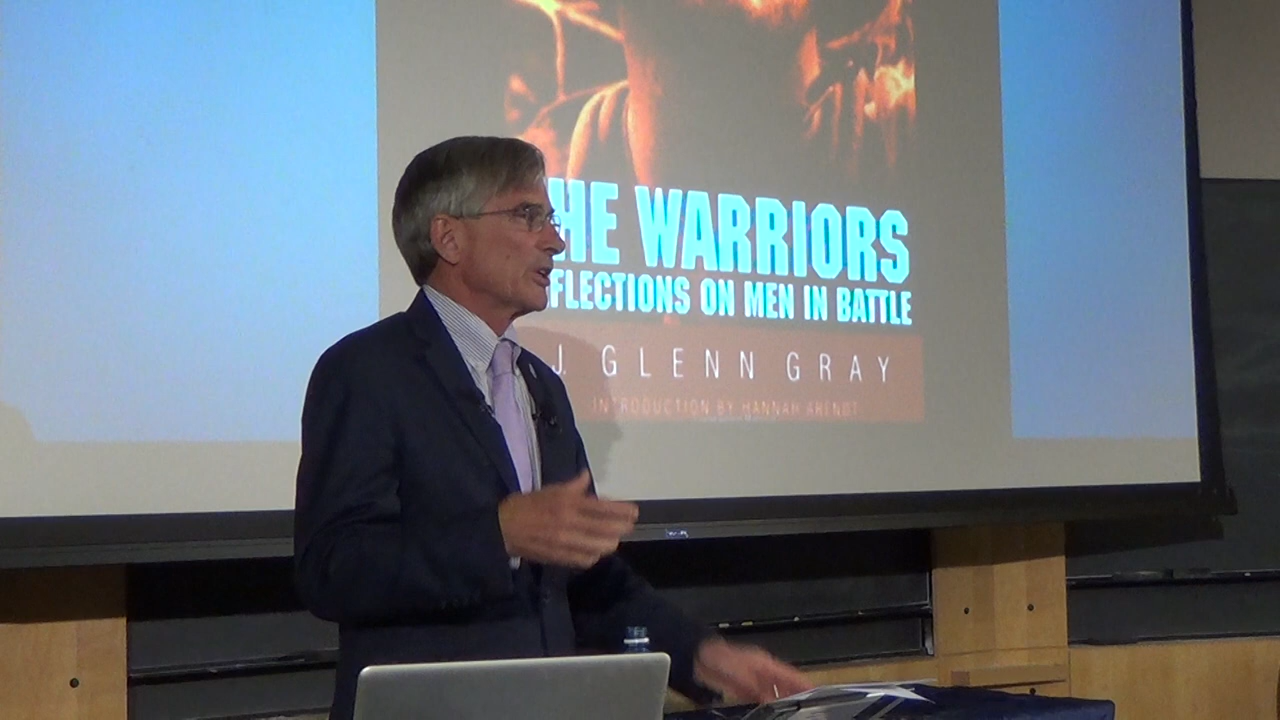 HE WARRIORS
FLECTIONS ON MEN IN BATTLE
J. GLENN GRAY
INTRODUCTION BY HANNAH ARENDT